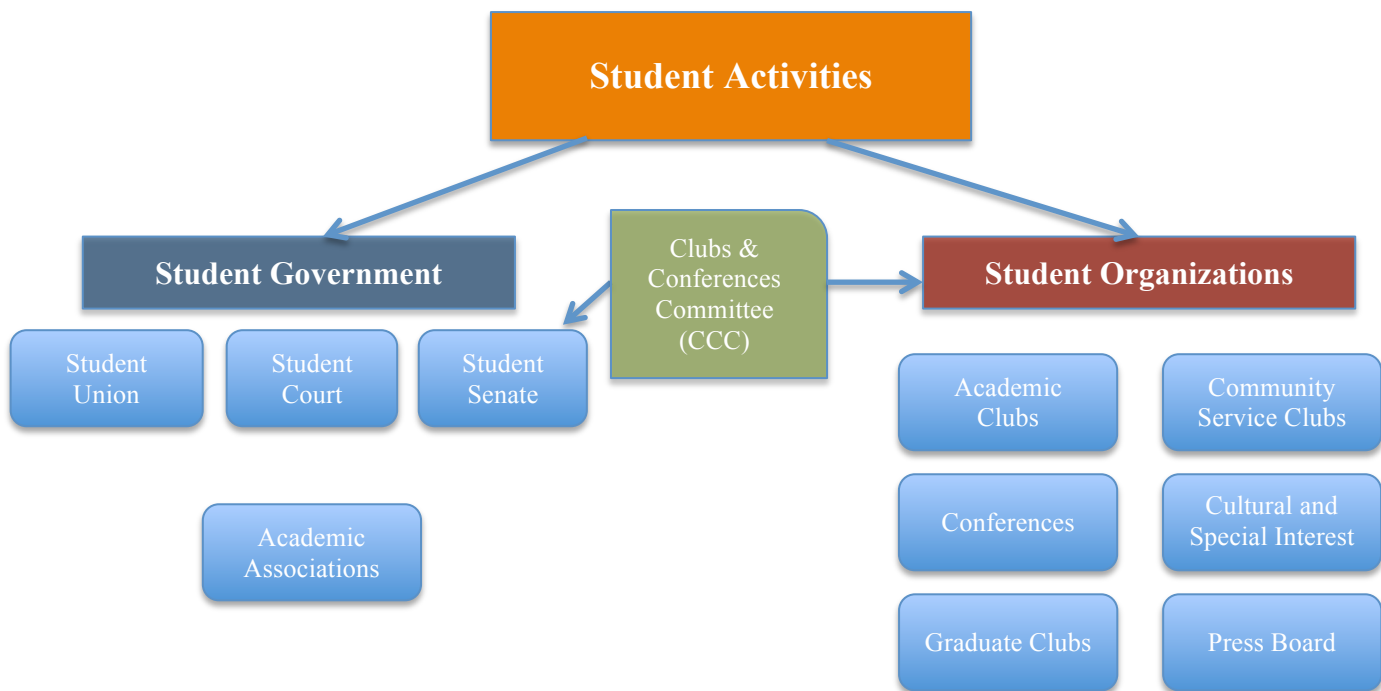 Student Activities
Student Government
Clubs &
Conferences
Committee
(CCC)
Student Organizations
Student
Union
Student
Court
Student
Senate
Academic
Associations
Academic
Clubs
Community
Service Clubs
Conferences
Cultural and
Special Interest
Graduate Clubs
Press Board